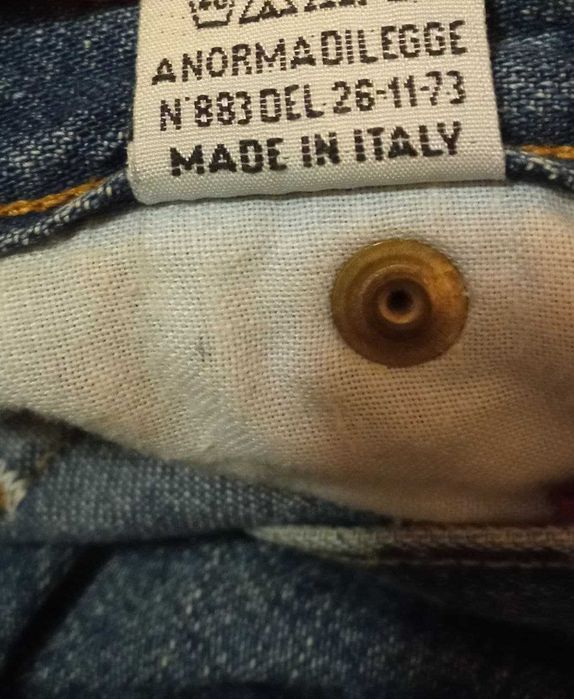 A NORMA DI LEGGE
N°883 DEL 26-11-73
MADE IN ITALY